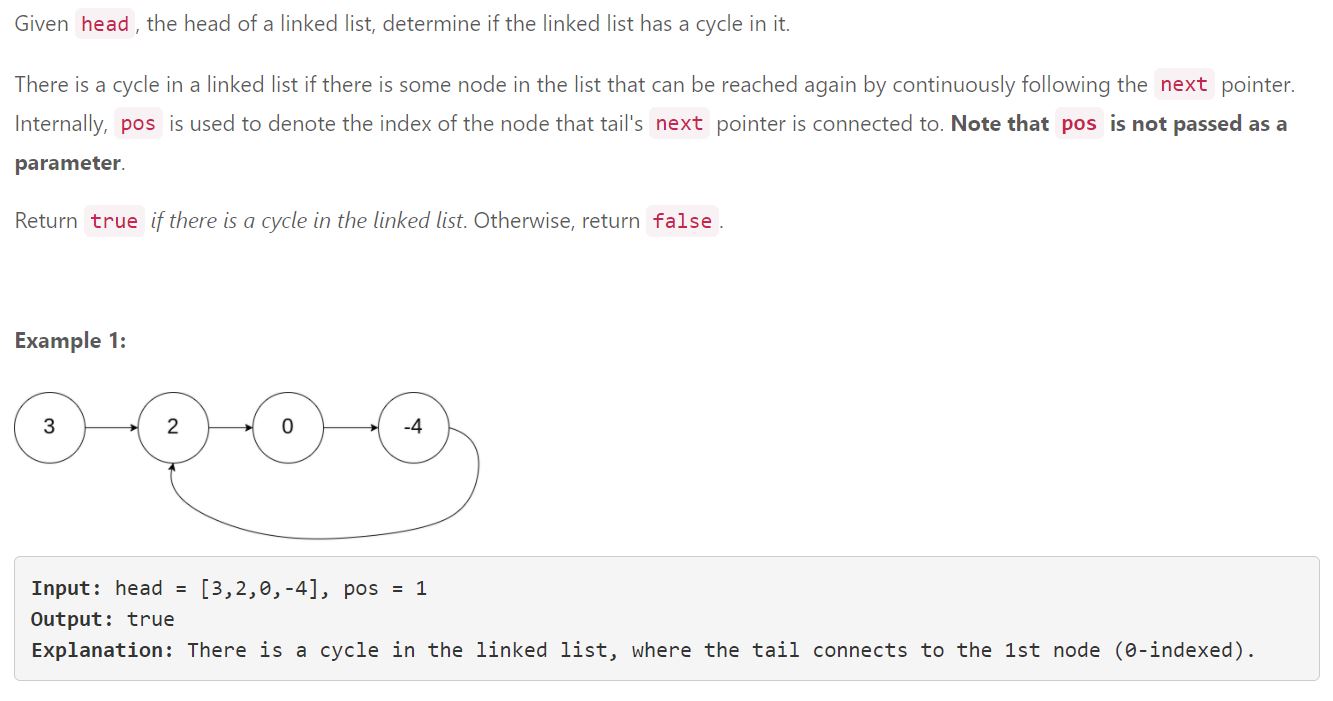 Given head, the head of a linked list, determine if the linked list has a cycle in it.
There is a cycle in a linked list if there is some node in the list that can be reached again by continuously following the next pointer.
Internally, pos is used to denote the index of the node that tail's next pointer is connected to. Note that pos is not passed as a
parameter.
Return true if there is a cycle in the linked list. Otherwise, return false.
Example 1:
3 2 0 -4
Input: head = [3,2,0,-4], pos = 1
Output: true
Explanation: There is a cycle in the linked list, where the tail connects to the 1st node (0-indexed).